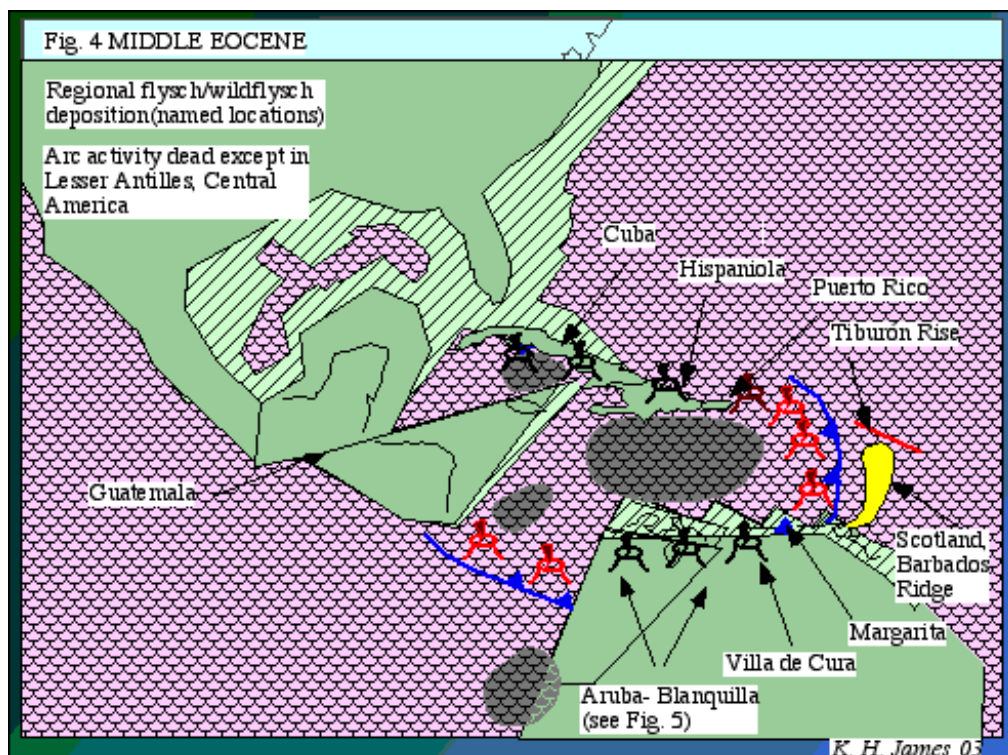 Fig. 4 MIDDLE EOCENE
Regional flysch/wildflysch
deposition(named locations)
Arc activity dead except in
Lesser Antilles, Central
America
Cuba
Hispaniola
Puerto Rico
Tiburón Rise
Guatemala
Scotland,
Barbados
Ridge
Margarita
Villa de Cura
Aruba- Blanquilla
(see Fig. 5)
K. H. James 03